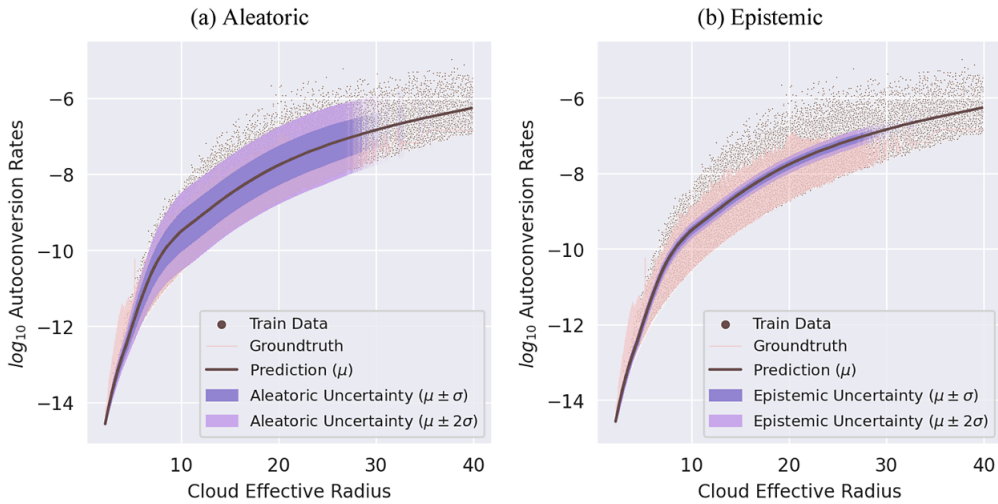 (a) Aleatoric
(b) Epistemic
log10 Autoconversion Rates
−6
−8
−10
−12
−14
Train Data
Groundtruth
Prediction (μ)
Aleatoric Uncertainty (μ ± σ)
Aleatoric Uncertainty (μ ± 2σ)
10 20 30 40
Cloud Effective Radius
log10 Autoconversion Rates
−6
−8
−10
−12
−14
Train Data
Groundtruth
Prediction (μ)
Epistemic Uncertainty (μ ± σ)
Epistemic Uncertainty (μ ± 2σ)
10 20 30 40
Cloud Effective Radius